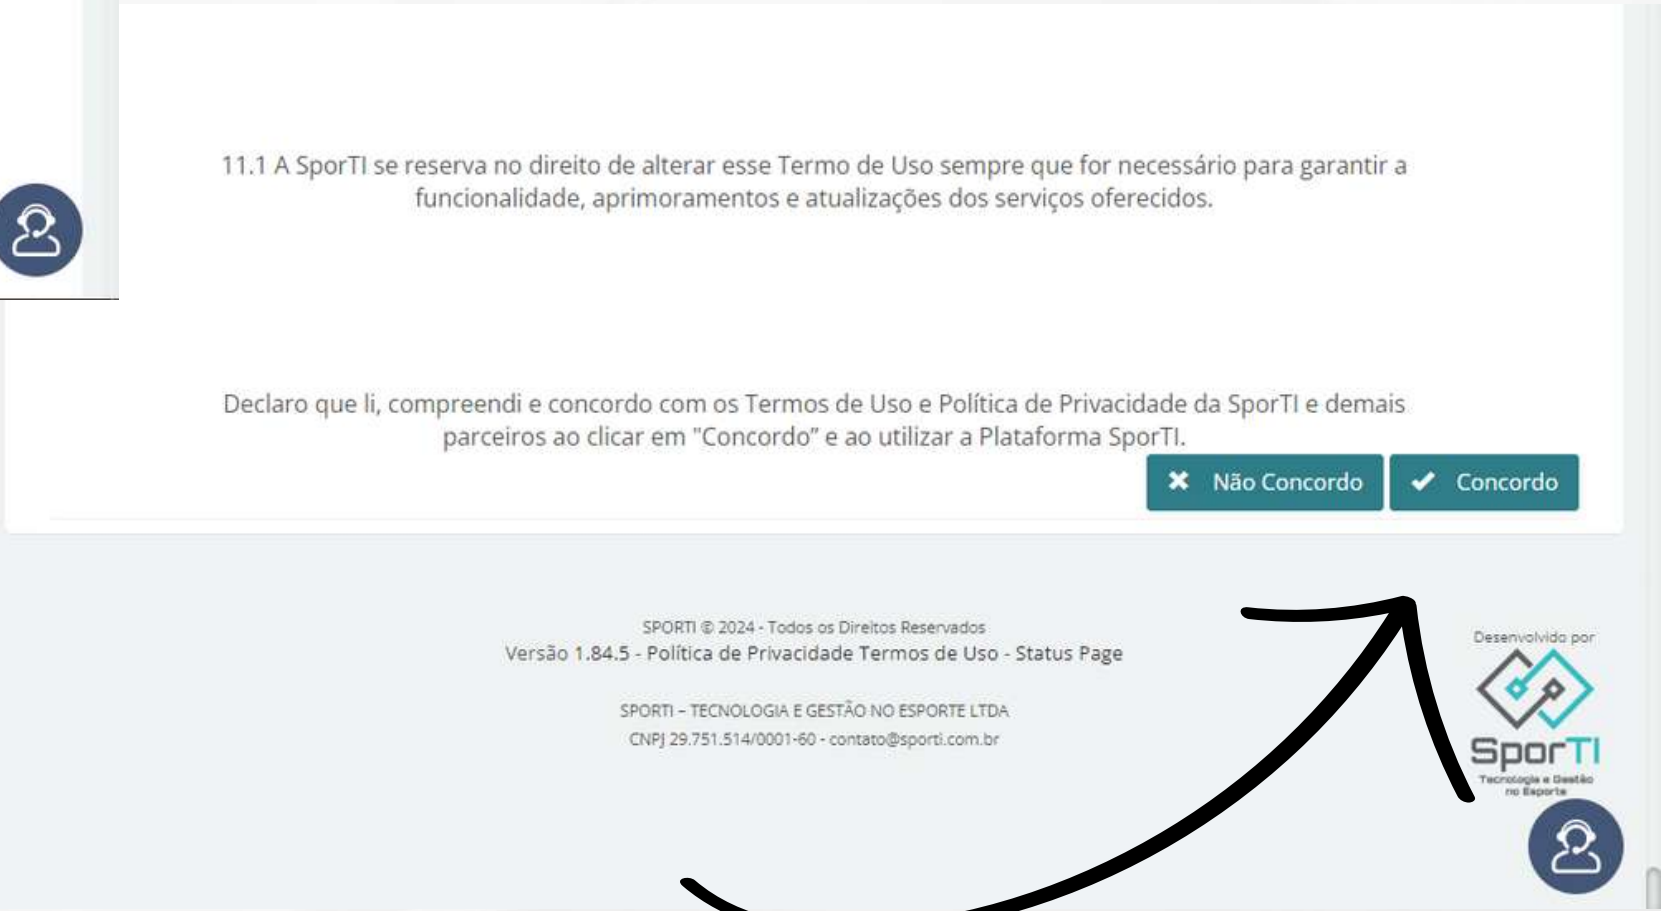 11.1 A SporTI se reserva no direito de alterar esse Termo de Uso sempre que for necessário para garantir a
funcionalidade, aprimoramentos e atualizações dos serviços oferecidos.
Declaro que li, compreendi e concordo com os Termos de Uso e Política de Privacidade da SporTI e demais
parceiros ao clicar em "Concordo” e ao utilizar a Plataforma SporTI.
Não Concordo
Concordo
SPORTI © 2024 - Todos os Direitos Reservados
Versão 1.84.5 - Política de Privacidade Termos de Uso - Status Page
SPORTI – TECNOLOGIA E GESTÃO NO ESPORTE LTDA
CNPJ 29.751.514/0001-60 - contato@sporti.com.br
Desenvolvido por
SporTI
Tecnologia e Gestão
no Esporte